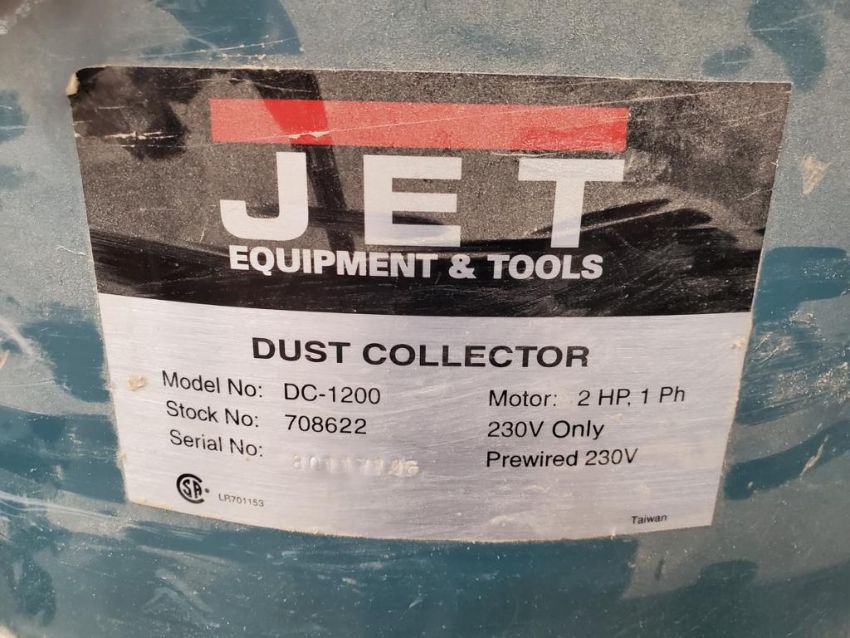 JET
EQUIPMENT & TOOLS
DUST COLLECTOR
Model No: DC-1200
Stock No: 708622
Serial No:
Motor: 2 HP, 1 Ph
230V Only
Prewired 230V
LR701153
Taiwan